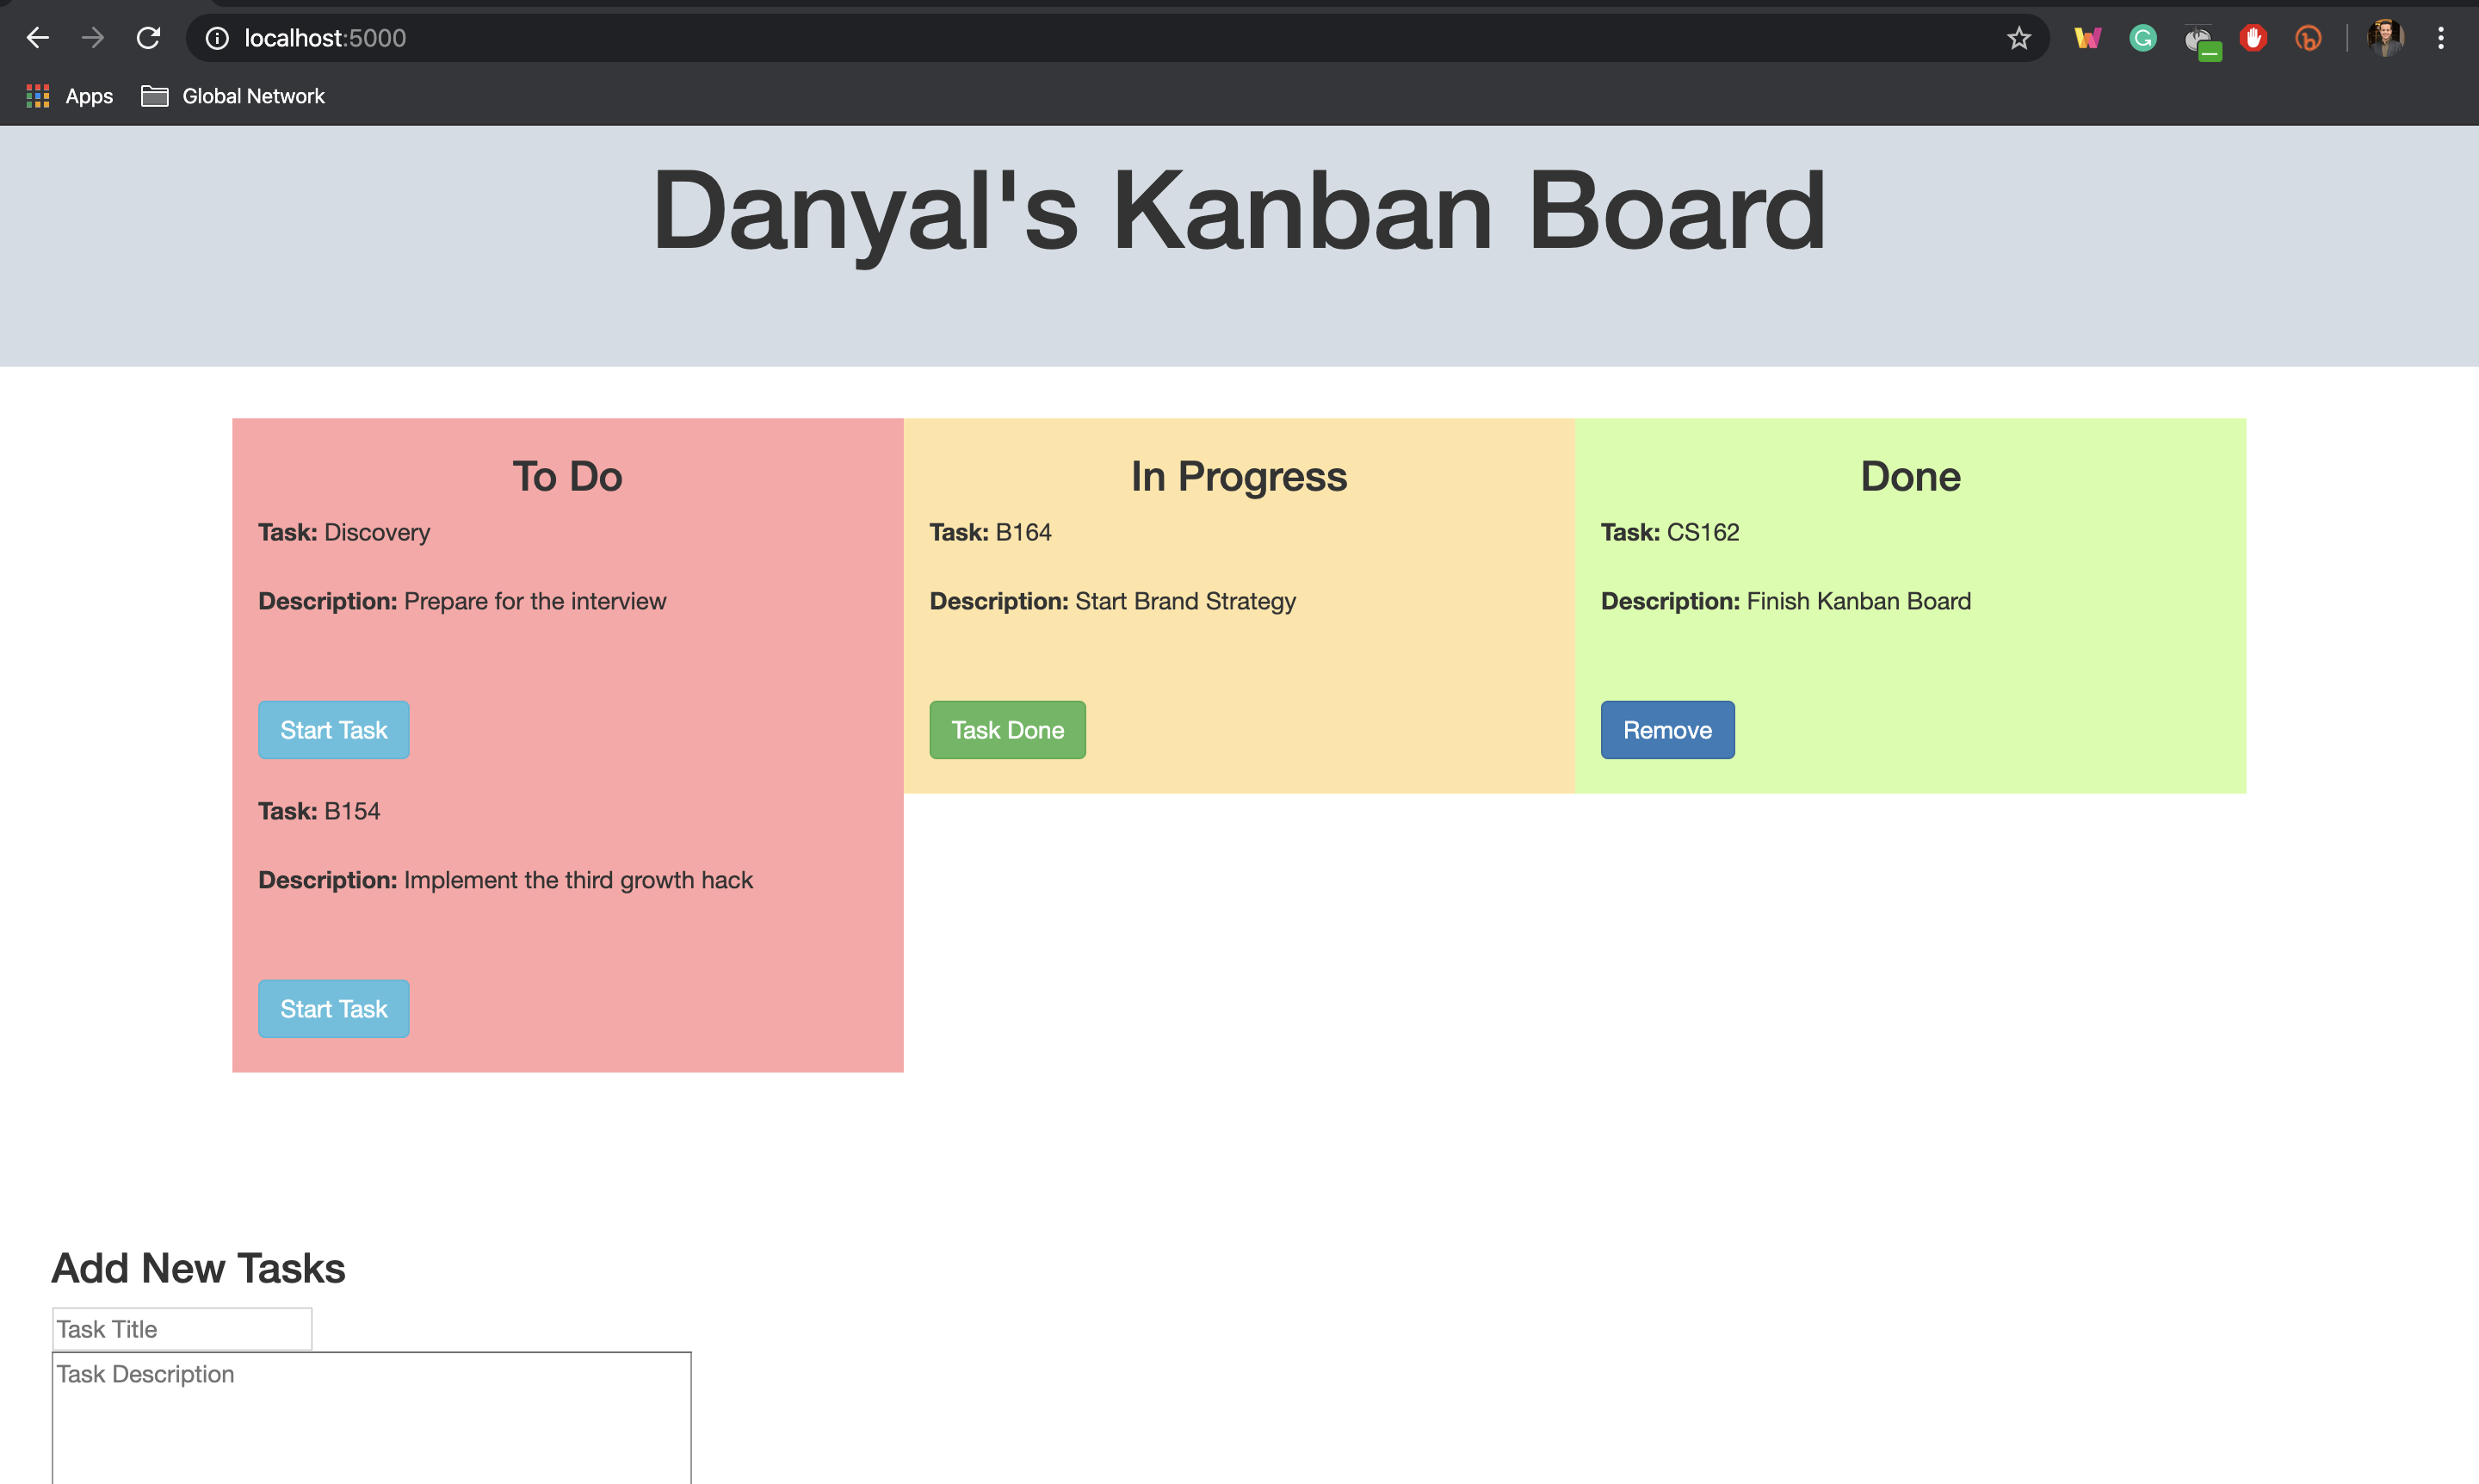 localhost:5000
Apps
Global Network
Danyal's Kanban Board
To Do
Task: Discovery
Description: Prepare for the interview
Start Task
Task: B154
Description: Implement the third growth hack
Start Task
In Progress
Task: B164
Description: Start Brand Strategy
Task Done
Done
Task: CS162
Description: Finish Kanban Board
Remove
Add New Tasks
Task Title
Task Description